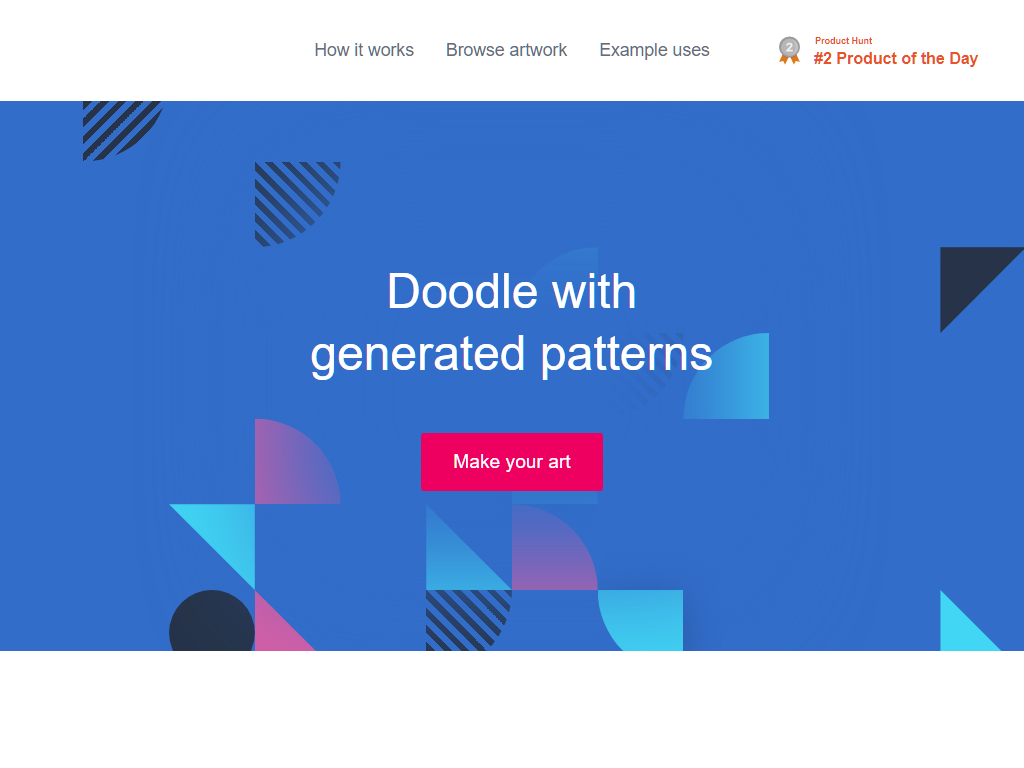 How it works
Browse artwork
Example uses
2
Product Hunt
#2 Product of the Day
Doodle with
generated patterns
Make your art